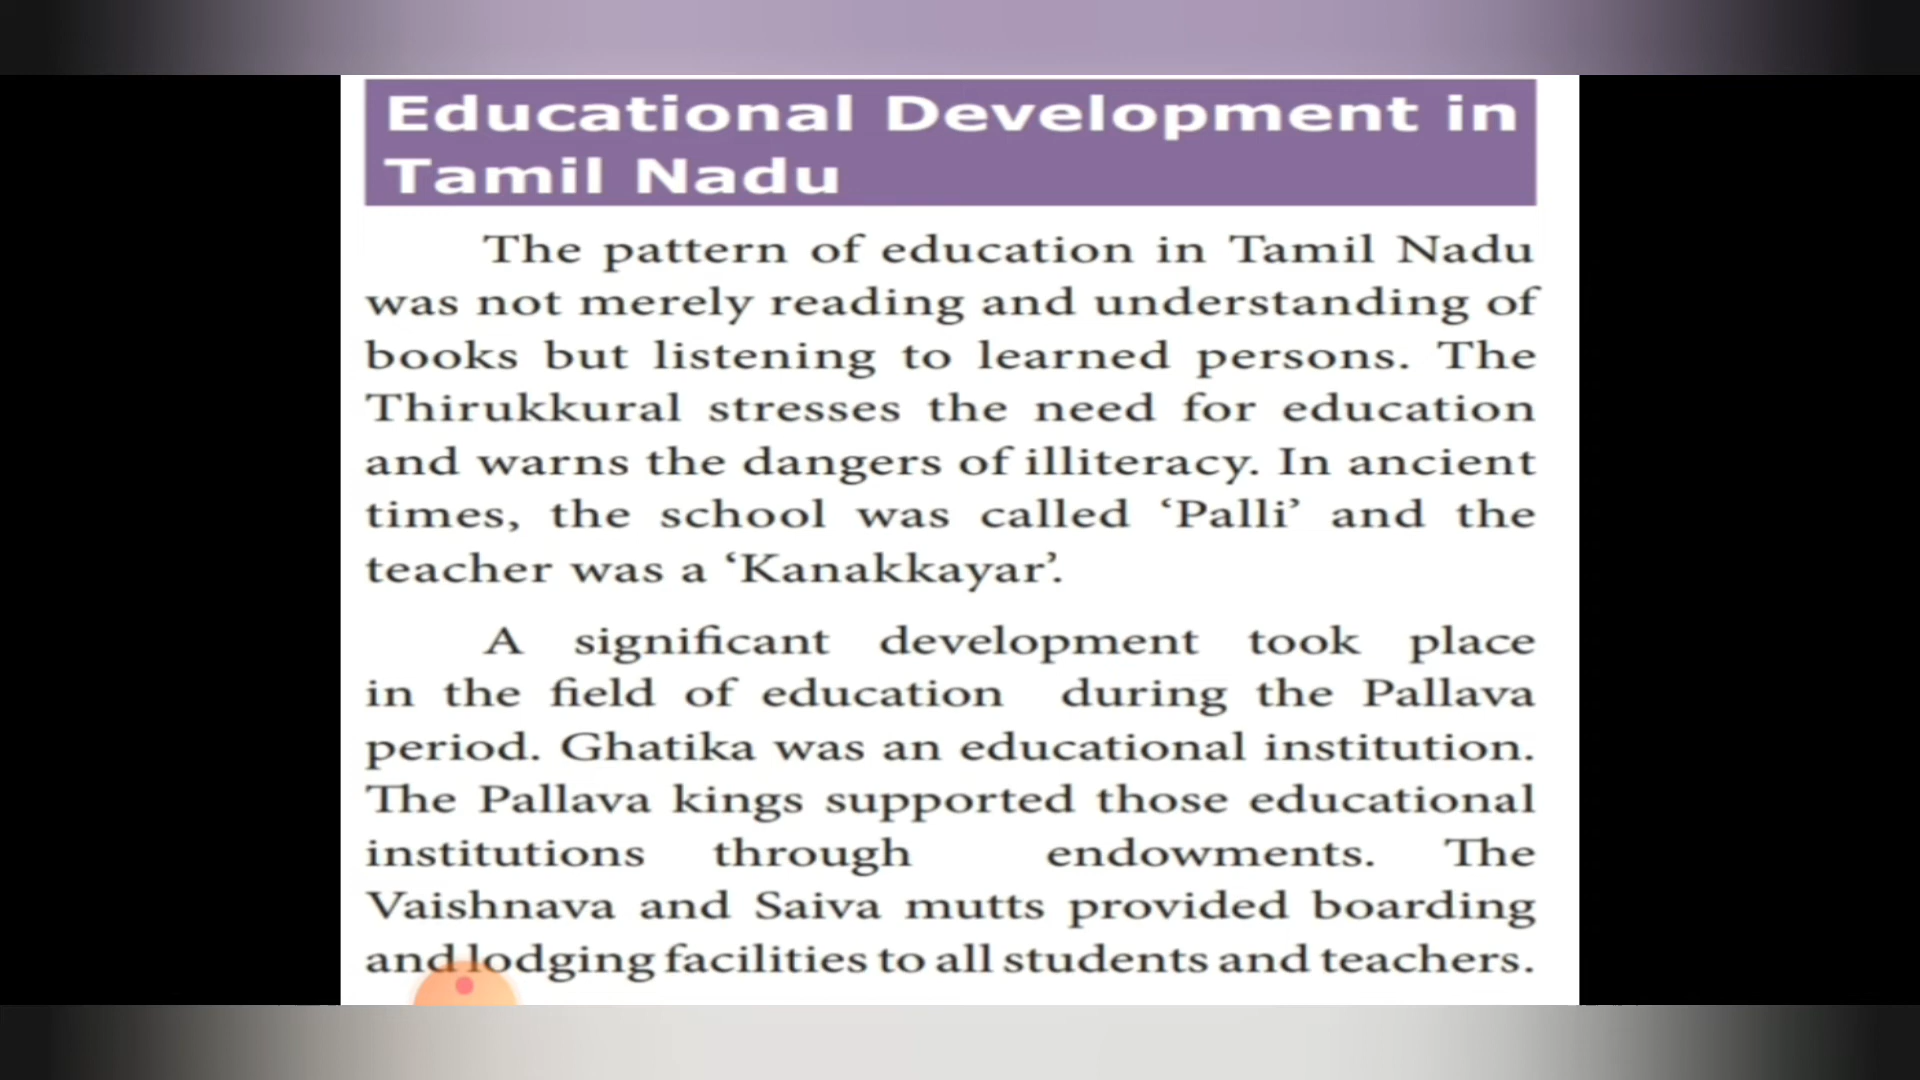 Educational Development in
Tamil Nadu
The pattern of education in Tamil Nadu
was not merely reading and understanding of
books but listening to learned persons. The
Thirukkural stresses the need for education
and warns the dangers of illiteracy. In ancient
times, the school was called ‘Palli’ and the
teacher was a ‘Kanakkayar’.
A significant development took place
in the field of education during the Pallava
period. Ghatika was an educational institution.
The Pallava kings supported those educational
institutions through endowments. The
Vaishnava and Saiva mutts provided boarding
and lodging facilities to all students and teachers.